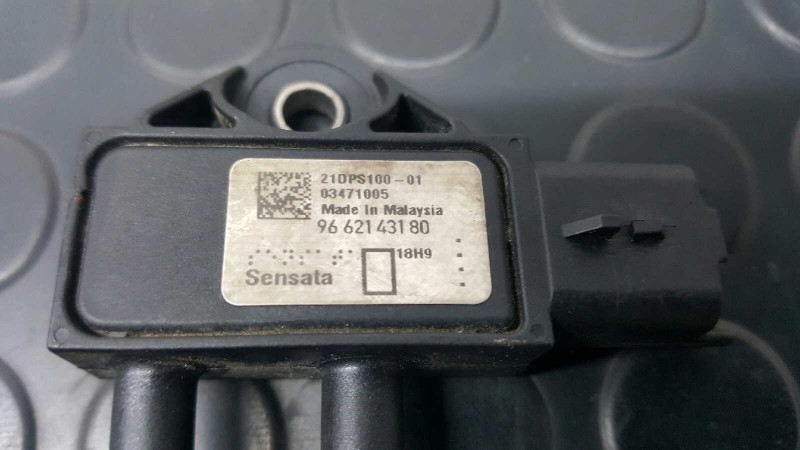 21DPS100-01
03471005
Made in Malaysia
96 621 431 80
18H9
Sensata